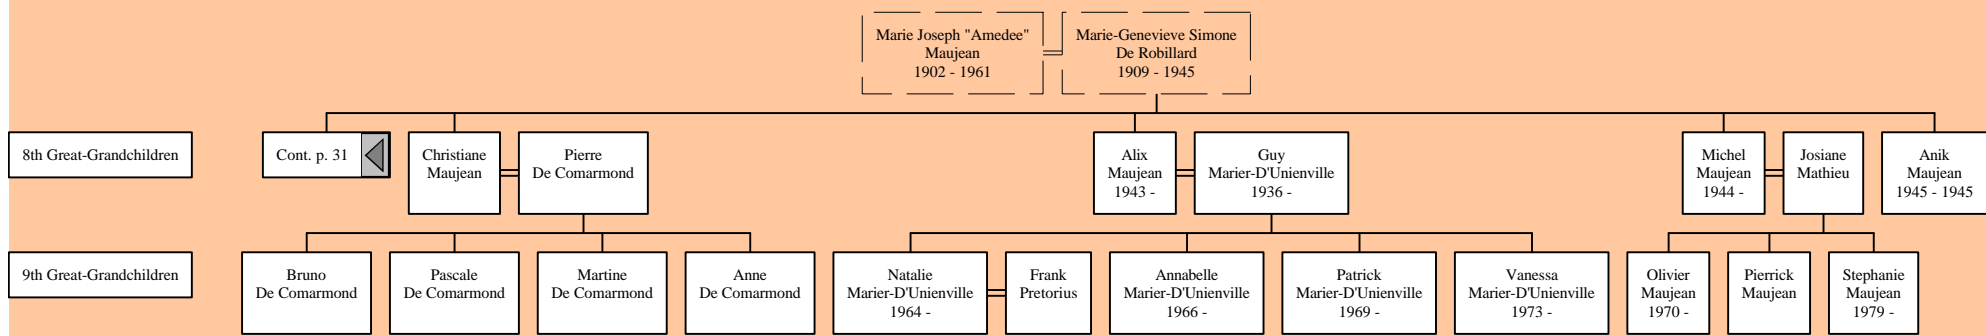 Marie Joseph "Amedee"
Maujean
1902 - 1961
Marie-Genevieve Simone
De Robillard
1909 - 1945
8th Great-Grandchildren
Cont. p. 31
Christiane
Maujean
Pierre
De Comarmond
Alix
Maujean
1943 -
Guy
Marier-D'Unienville
1936 -
Michel
Maujean
1944 -
Josiane
Mathieu
Anik
Maujean
1945 - 1945
9th Great-Grandchildren
Bruno
De Comarmond
Pascale
De Comarmond
Martine
De Comarmond
Anne
De Comarmond
Natalie
Marier-D'Unienville
1964 -
Frank
Pretorius
Annabelle
Marier-D'Unienville
1966 -
Patrick
Marier-D'Unienville
1969 -
Vanessa
Marier-D'Unienville
1973 -
Olivier
Maujean
1970 -
Pierrick
Maujean
Stephanie
Maujean
1979 -